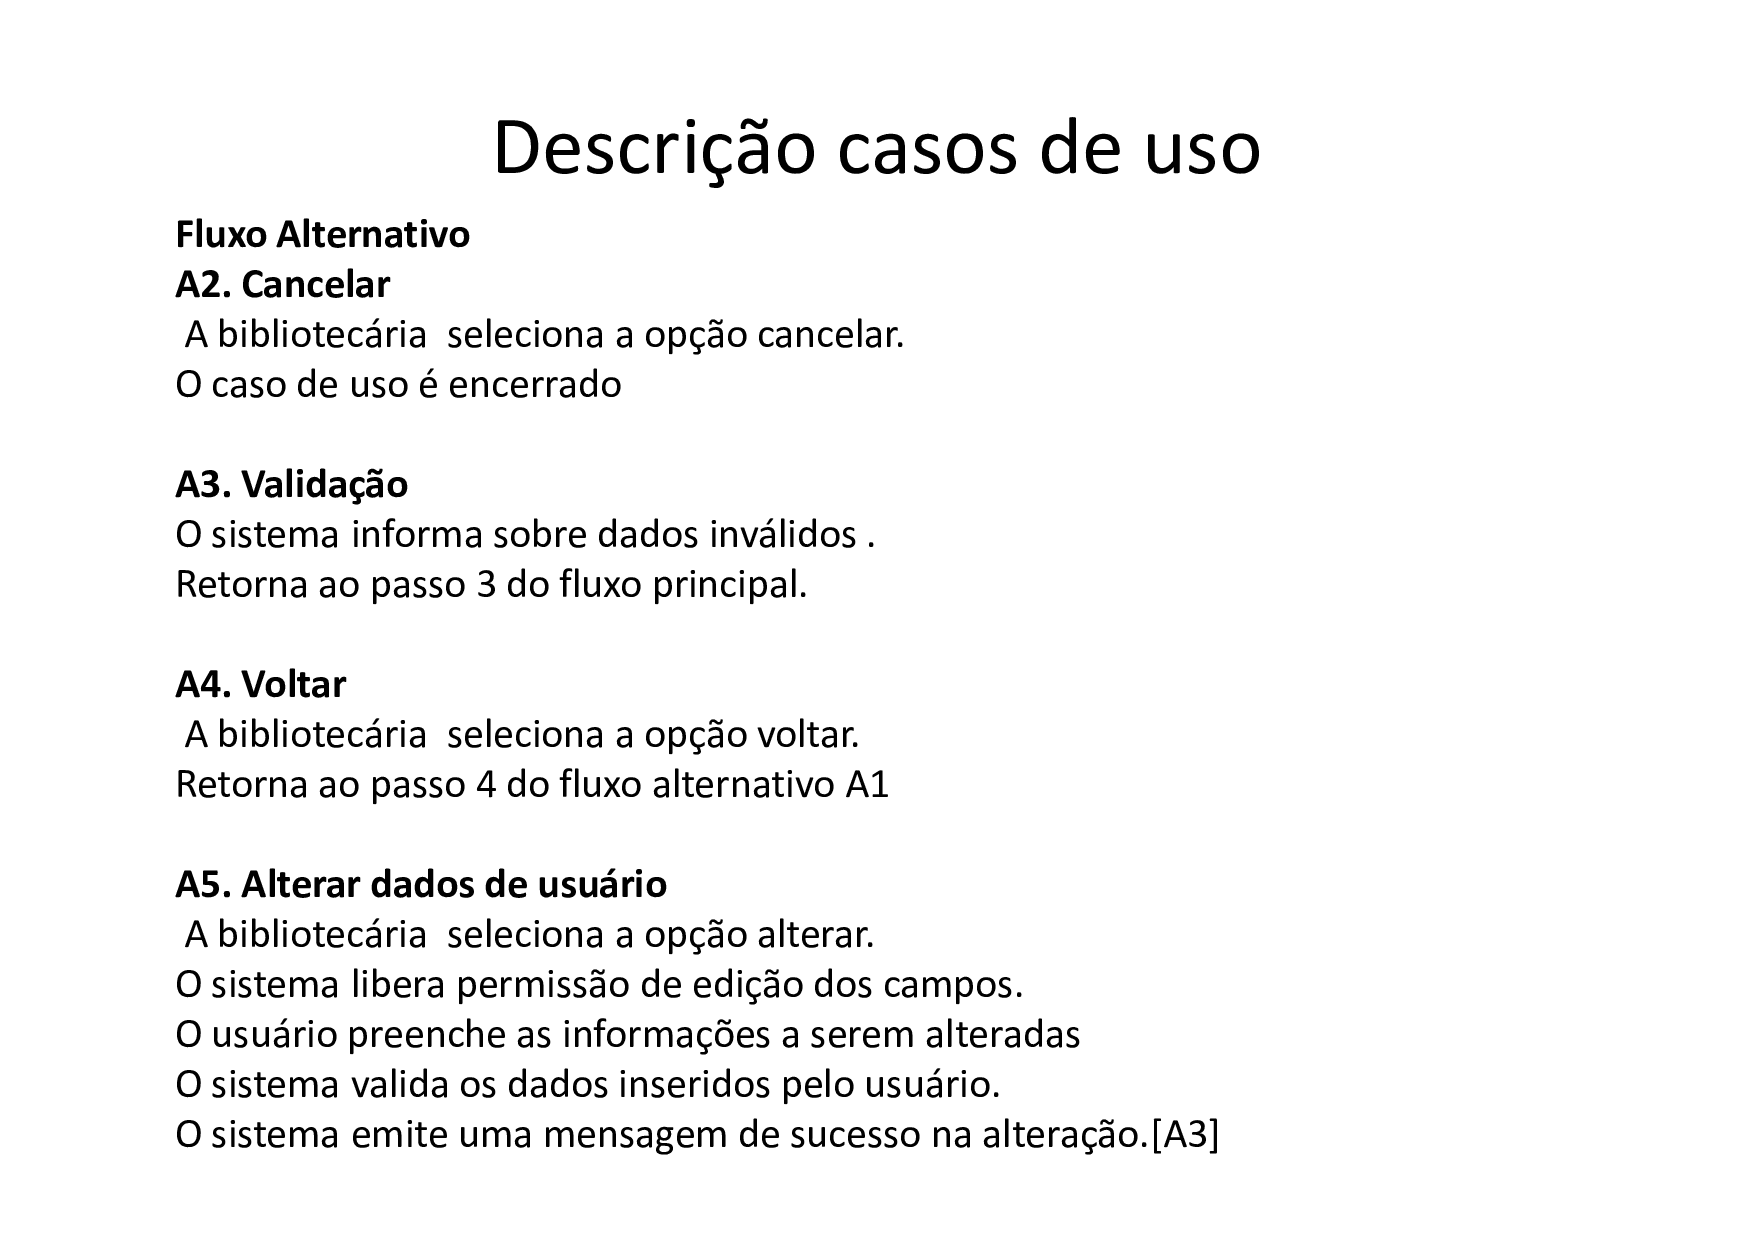 Descrição casos de uso
Fluxo Alternativo
A2. Cancelar
A bibliotecária  seleciona a opção cancelar.
O caso de uso é encerrado
A3. Validação
O sistema informa sobre dados inválidos .
Retorna ao passo 3 do fluxo principal.
A4. Voltar
A bibliotecária  seleciona a opção voltar.
Retorna ao passo 4 do fluxo alternativo A1
A5. Alterar dados de usuário
A bibliotecária  seleciona a opção alterar.
O sistema libera permissão de edição dos campos.
O usuário preenche as informações a serem alteradas
O sistema valida os dados inseridos pelo usuário.
O sistema emite uma mensagem de sucesso na alteração.[A3]